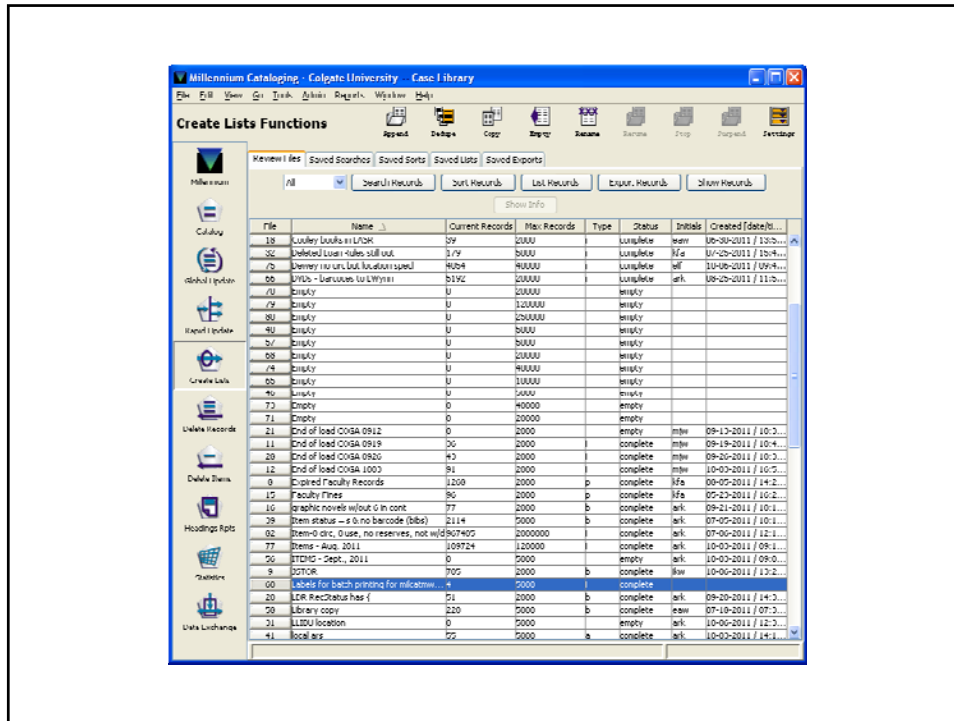 Millennium Cataloging - Colgate University -- Case Library
File Edit View Go Tools Admin Reports Window Help
Create Lists Functions
Append Dedupe Copy Empty Rename Resume Stop Suspend Settings
Review Files Saved Searches Saved Sorts Saved Lists Saved Exports
All Search Records Sort Records List Records Export Records Show Records
Show Info
Millennium
Catalog
Global Update
Rapid Update
Create Lists
Delete Records
Delete Items
Headings Rpts
Statistics
Data Exchange
File Name Current Records Max Records Type Status Initials Created [date/ti...
18 Cooley books in LASR 39 2000 i complete eaw 06-30-2011 / 13:5...
32 Deleted Loan Rules still out 179 5000 i complete kfa 07-25-2011 / 15:4...
75 Dewey no circ but location specl 4054 40000 i complete elf 10-06-2011 / 09:4...
66 DVDs - barcodes to LWynn 5192 20000 i complete ark 08-25-2011 / 11:5...
70 Empty 0 20000 empty
79 Empty 0 120000 empty
80 Empty 0 250000 empty
40 Empty 0 5000 empty
57 Empty 0 5000 empty
68 Empty 0 20000 empty
74 Empty 0 40000 empty
65 Empty 0 10000 empty
46 Empty 0 5000 empty
73 Empty 0 40000 empty
71 Empty 0 20000 empty
21 End of load COGA 0912 0 2000 empty mjw 09-13-2011 / 10:3...
11 End of load COGA 0919 36 2000 i complete mjw 09-19-2011 / 10:4...
28 End of load COGA 0926 43 2000 i complete mjw 09-26-2011 / 10:3...
12 End of load COGA 1003 91 2000 i complete mjw 10-03-2011 / 16:5...
8 Expired Faculty Records 1268 2000 p complete kfa 08-05-2011 / 14:2...
15 Faculty Fines 96 2000 p complete kfa 05-23-2011 / 16:2...
16 graphic novels w/out 6 in cont 77 2000 b complete ark 09-21-2011 / 10:1...
39 Item status -- s & no barcode (bibs) 2114 5000 b complete ark 07-05-2011 / 10:1...
82 Item-0 circ, 0 use, no reserves, not w/d 967405 2000000 i complete ark 07-06-2011 / 12:1...
77 Items - Aug. 2011 109724 120000 i complete ark 10-03-2011 / 09:1...
56 ITEMS - Sept., 2011 0 5000 empty ark 10-03-2011 / 09:0...
9 JSTOR 705 2000 b complete lkw 10-06-2011 / 13:2...
60 Labels for batch printing for milcatmw... 4 5000 i complete
20 LDR RecStatus has { 51 2000 b complete ark 09-20-2011 / 14:3...
58 Library copy 220 5000 b complete eaw 07-18-2011 / 07:3...
31 LLIDU location 0 5000 empty ark 10-06-2011 / 12:3...
41 local ars 55 5000 a complete ark 10-03-2011 / 14:1...